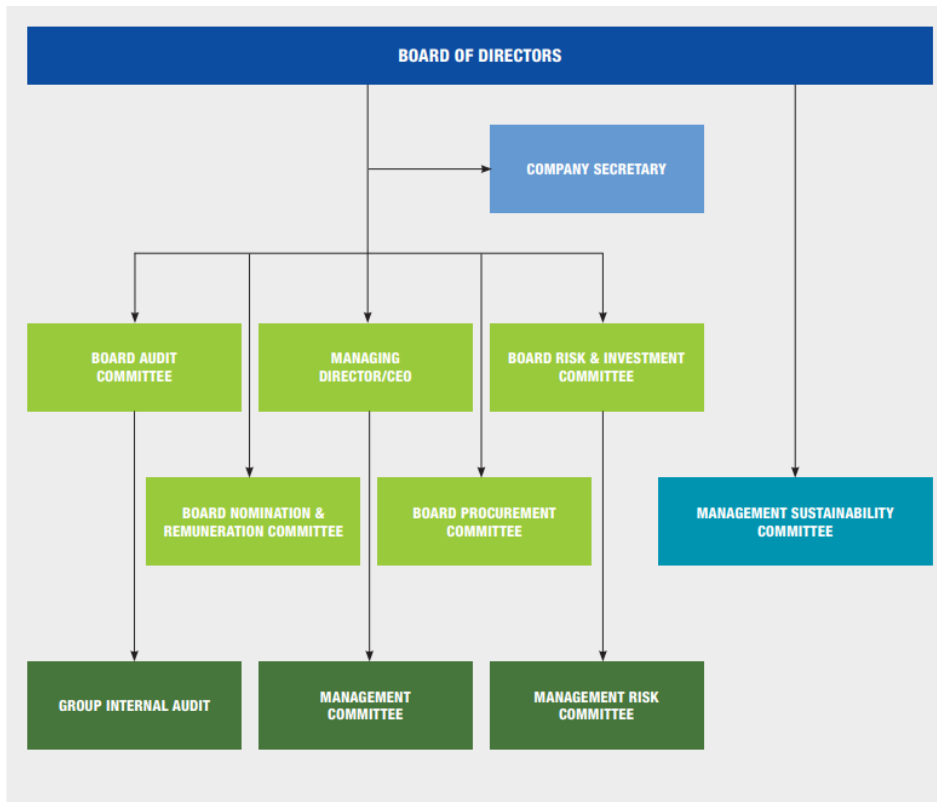 BOARD OF DIRECTORS
COMPANY SECRETARY
BOARD AUDIT
COMMITTEE
MANAGING
DIRECTOR/CEO
BOARD RISK & INVESTMENT
COMMITTEE
BOARD NOMINATION &
REMUNERATION COMMITTEE
BOARD PROCUREMENT
COMMITTEE
MANAGEMENT SUSTAINABILITY
COMMITTEE
GROUP INTERNAL AUDIT
MANAGEMENT
COMMITTEE
MANAGEMENT RISK
COMMITTEE